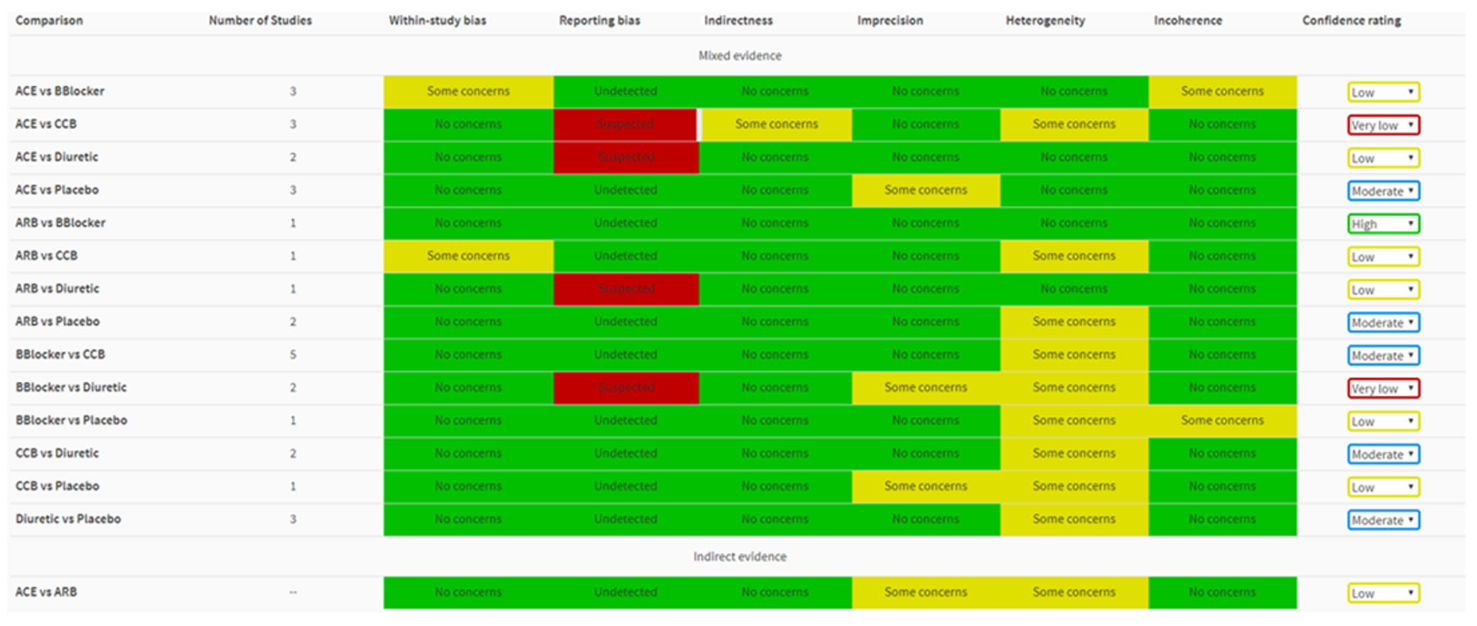 Comparison Number of Studies Within-study bias Reporting bias Indirectness Imprecision Heterogeneity Incoherence Confidence rating
Mixed evidence
ACE vs BBlocker 3 Some concerns Undetected No concerns No concerns No concerns Some concerns Low
ACE vs CCB 3 No concerns Suspected Some concerns No concerns Some concerns No concerns Very low
ACE vs Diuretic 2 No concerns Suspected No concerns No concerns No concerns No concerns Low
ACE vs Placebo 3 No concerns Undetected No concerns Some concerns No concerns No concerns Moderate
ARB vs BBlocker 1 No concerns Undetected No concerns No concerns No concerns No concerns High
ARB vs CCB 1 Some concerns Undetected No concerns No concerns Some concerns No concerns Low
ARB vs Diuretic 1 No concerns Suspected No concerns No concerns No concerns No concerns Low
ARB vs Placebo 2 No concerns Undetected No concerns No concerns Some concerns No concerns Moderate
BBlocker vs CCB 5 No concerns Undetected No concerns No concerns Some concerns No concerns Moderate
BBlocker vs Diuretic 2 No concerns Suspected No concerns Some concerns Some concerns No concerns Very low
BBlocker vs Placebo 1 No concerns Undetected No concerns No concerns Some concerns Some concerns Low
CCB vs Diuretic 2 No concerns Undetected No concerns No concerns Some concerns No concerns Moderate
CCB vs Placebo 1 No concerns Undetected No concerns Some concerns Some concerns No concerns Low
Diuretic vs Placebo 3 No concerns Undetected No concerns No concerns Some concerns No concerns Moderate
Indirect evidence
ACE vs ARB -- No concerns Undetected No concerns Some concerns Some concerns No concerns Low